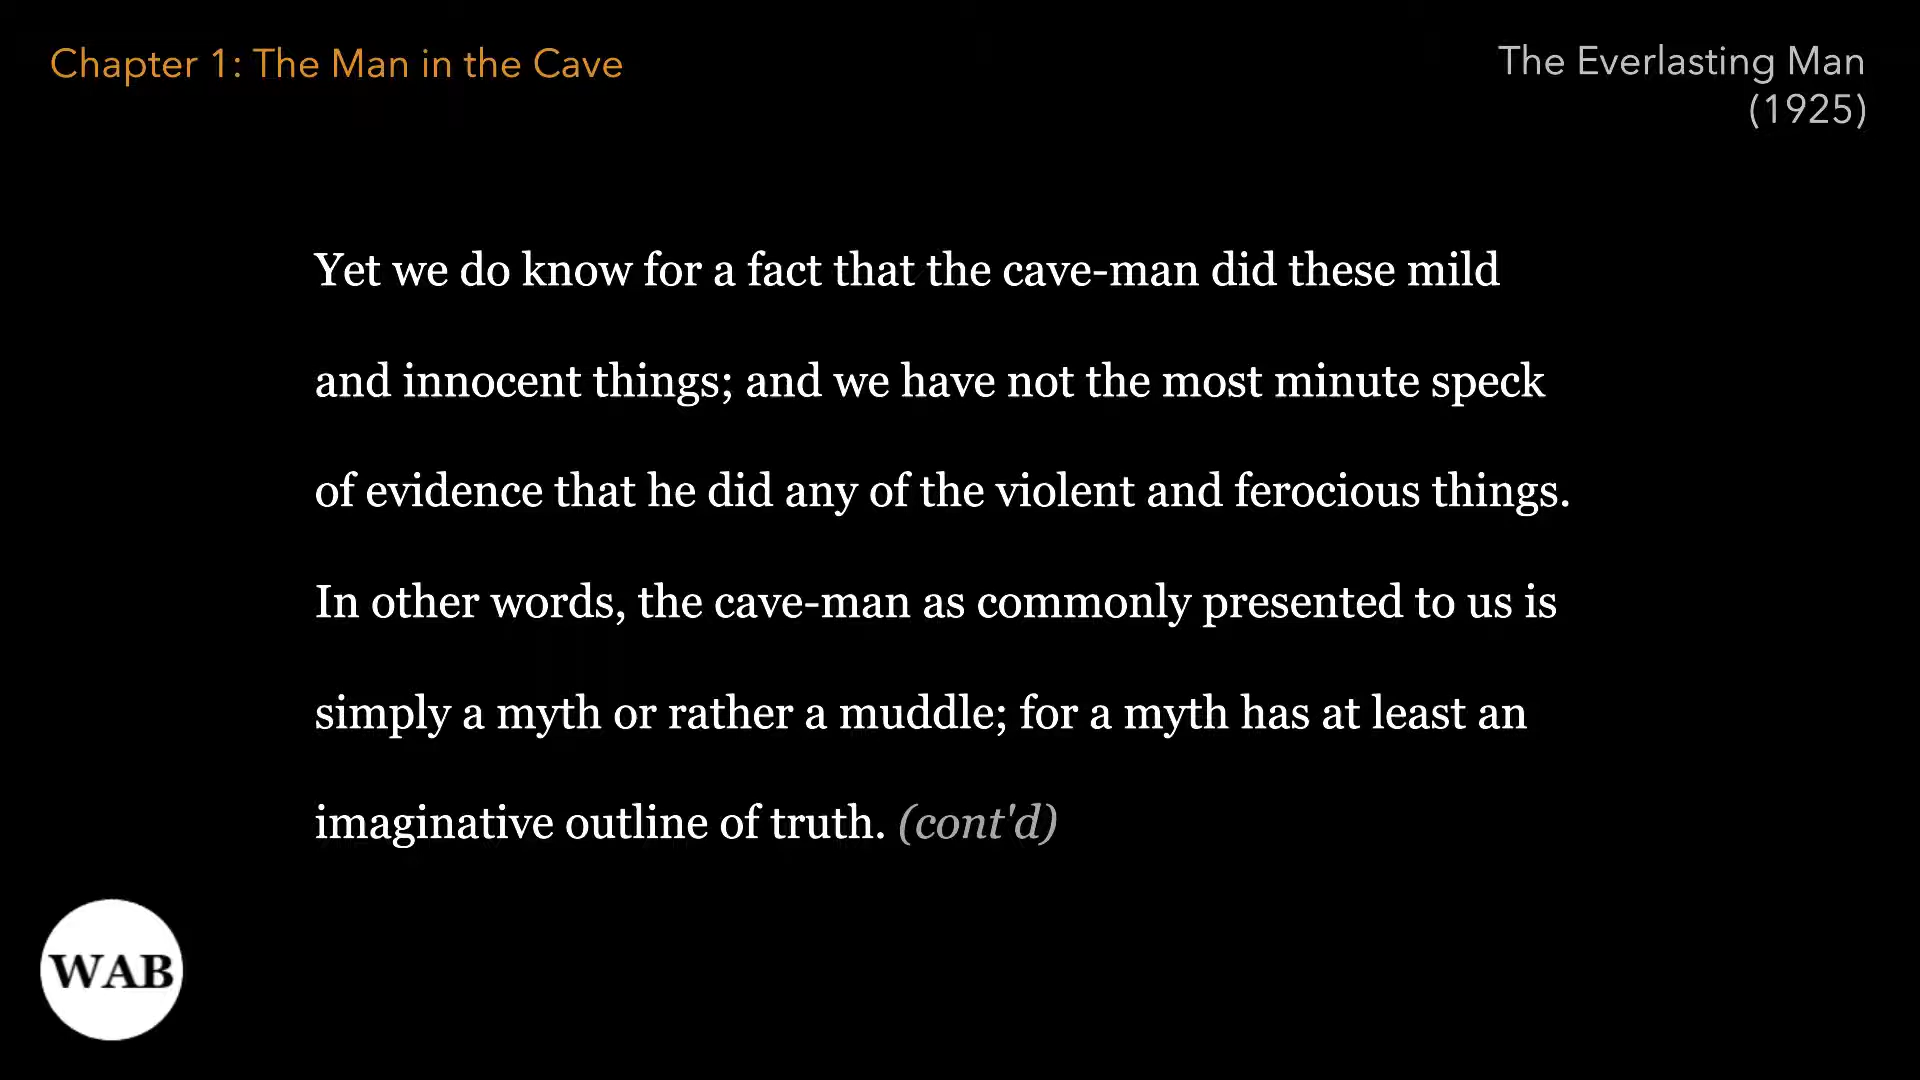 Chapter 1: The Man in the Cave
The Everlasting Man
(1925)
Yet we do know for a fact that the cave-man did these mild
and innocent things; and we have not the most minute speck
of evidence that he did any of the violent and ferocious things.
In other words, the cave-man as commonly presented to us is
simply a myth or rather a muddle; for a myth has at least an
imaginative outline of truth. (cont'd)
WAB